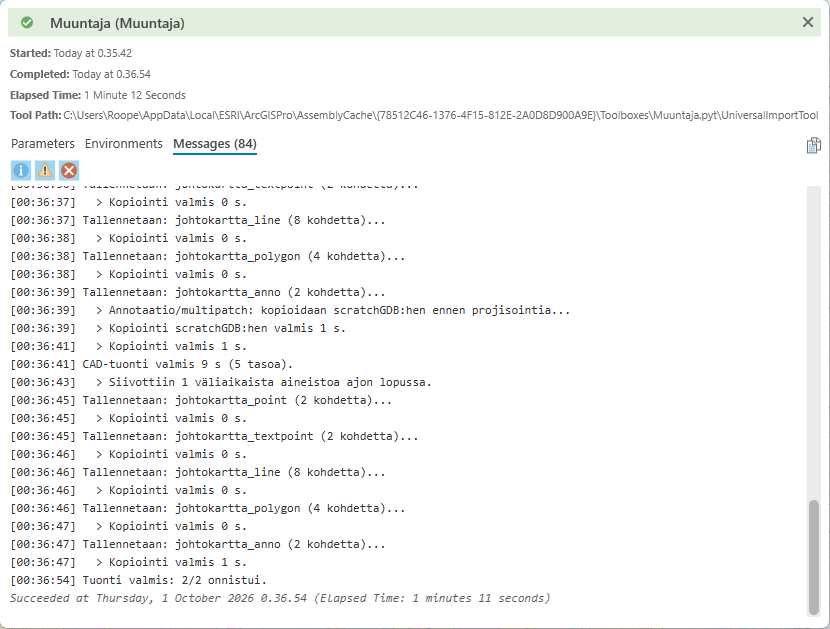 Muuntaja (Muuntaja)
Started: Today at 0.35.42
Completed: Today at 0.36.54
Elapsed Time: 1 Minute 12 Seconds
Tool Path: C:\Users\Roope\AppData\Local\ESRI\ArcGISPro\AssemblyCache\{78512C46-1376-4F15-812E-2A0D8D900A9E}\Toolboxes\Muuntaja.pyt\UniversalImportTool
Parameters Environments Messages (84)
[00:36:36] Tallennetaan: johtokartta_textpoint (2 kohdetta)...
[00:36:37] > Kopiointi valmis 0 s.
[00:36:37] Tallennetaan: johtokartta_line (8 kohdetta)...
[00:36:38] > Kopiointi valmis 0 s.
[00:36:38] Tallennetaan: johtokartta_polygon (4 kohdetta)...
[00:36:38] > Kopiointi valmis 0 s.
[00:36:39] Tallennetaan: johtokartta_anno (2 kohdetta)...
[00:36:39] > Annotaatio/multipatch: kopioidaan scratchGDB:hen ennen projisointia...
[00:36:39] > Kopiointi scratchGDB:hen valmis 1 s.
[00:36:41] > Kopiointi valmis 1 s.
[00:36:41] CAD-tuonti valmis 9 s (5 tasoa).
[00:36:43] > Siivottiin 1 väliaikaista aineistoa ajon lopussa.
[00:36:45] Tallennetaan: johtokartta_point (2 kohdetta)...
[00:36:45] > Kopiointi valmis 0 s.
[00:36:45] Tallennetaan: johtokartta_textpoint (2 kohdetta)...
[00:36:46] > Kopiointi valmis 0 s.
[00:36:46] Tallennetaan: johtokartta_line (8 kohdetta)...
[00:36:46] > Kopiointi valmis 0 s.
[00:36:46] Tallennetaan: johtokartta_polygon (4 kohdetta)...
[00:36:47] > Kopiointi valmis 0 s.
[00:36:47] Tallennetaan: johtokartta_anno (2 kohdetta)...
[00:36:47] > Kopiointi valmis 1 s.
[00:36:54] Tuonti valmis: 2/2 onnistui.
Succeeded at Thursday, 1 October 2026 0.36.54 (Elapsed Time: 1 minutes 11 seconds)